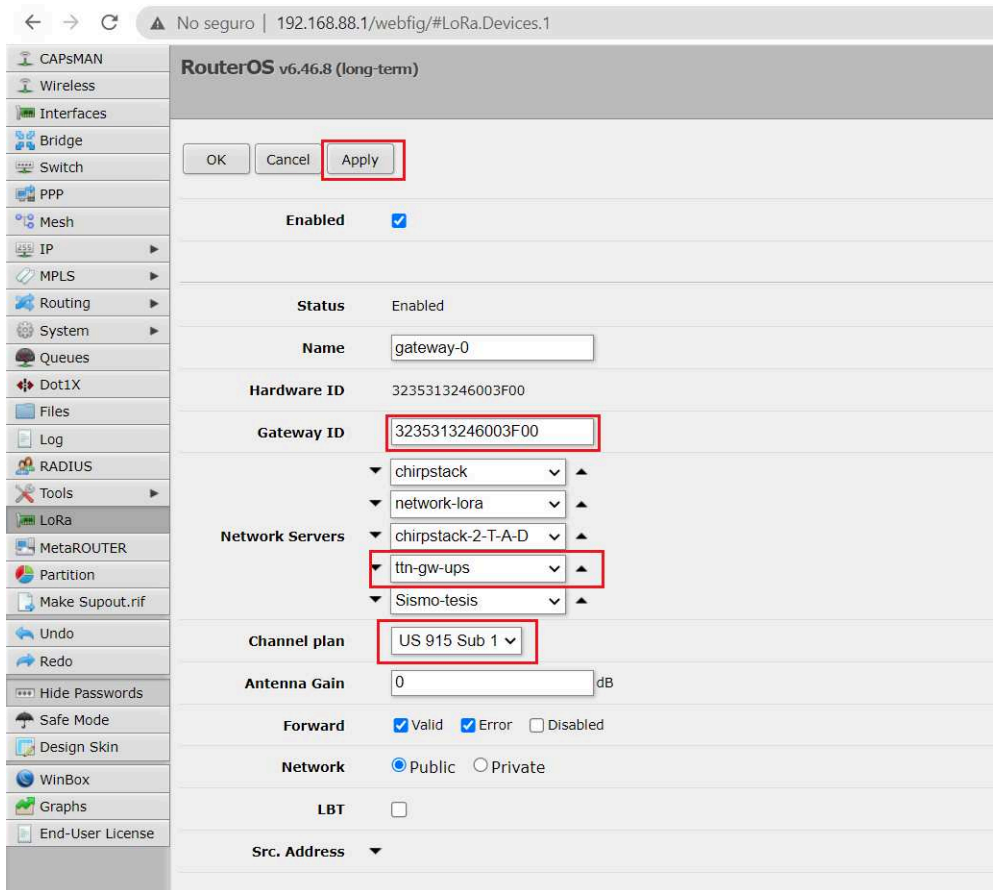 No seguro | 192.168.88.1/webfig/#LoRa.Devices.1
CAPsMAN
Wireless
Interfaces
Bridge
Switch
PPP
Mesh
IP
MPLS
Routing
System
Queues
Dot1X
Files
Log
RADIUS
Tools
LoRa
MetaROUTER
Partition
Make Supout.rif
Undo
Redo
Hide Passwords
Safe Mode
Design Skin
WinBox
Graphs
End-User License
RouterOS v6.46.8 (long-term)
OK Cancel Apply
Enabled
Status Enabled
Name gateway-0
Hardware ID 3235313246003F00
Gateway ID 3235313246003F00
Network Servers
chirpstack
network-lora
chirpstack-2-T-A-D
ttn-gw-ups
Sismo-tesis
Channel plan US 915 Sub 1
Antenna Gain 0 dB
Forward Valid Error Disabled
Network Public Private
LBT
Src. Address